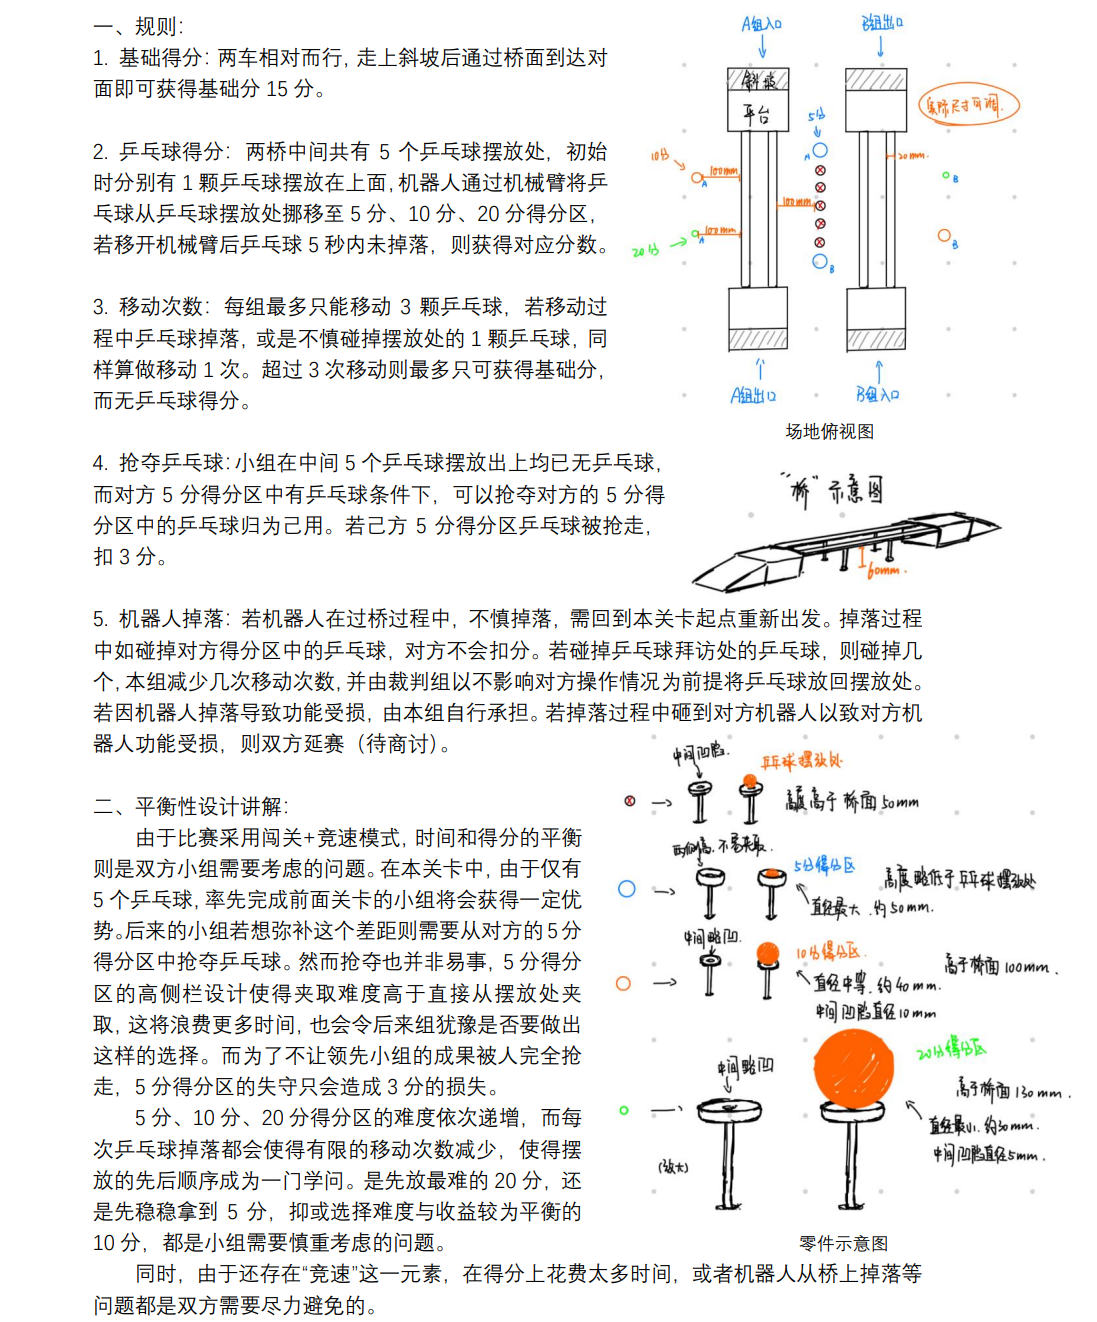 一、规则：
1. 基础得分：两车相对而行，走上斜坡后通过桥面到达对
面即可获得基础分 15 分。
2. 乒乓球得分：两桥中间共有 5 个乒乓球摆放处，初始
时分别有 1 颗乒乓球摆放在上面，机器人通过机械臂将乒
乓球从乒乓球摆放处挪移至 5 分、10 分、20 分得分区，
若移开机械臂后乒乓球 5 秒内未掉落，则获得对应分数。
3. 移动次数：每组最多只能移动 3 颗乒乓球，若移动过
程中乒乓球掉落，或是不慎碰掉摆放处的 1 颗乒乓球，同
样算做移动 1 次。超过 3 次移动则最多只可获得基础分，
而无乒乓球得分。
A组入口
B组出口
斜坡
平台
实际尺寸可调
5分
10分
100mm
20mm
A
A
B
100mm
20分
100mm
A
B
B
A组出口
B组入口
场地俯视图
4. 抢夺乒乓球：小组在中间 5 个乒乓球摆放出上均已无乒乓球，
而对方 5 分得分区中有乒乓球条件下，可以抢夺对方的 5 分得
分区中的乒乓球归为己用。若己方 5 分得分区乒乓球被抢走，
扣 3 分。
“桥”示意图
60mm.
5. 机器人掉落：若机器人在过桥过程中，不慎掉落，需回到本关卡起点重新出发。掉落过程
中如碰掉对方得分区中的乒乓球，对方不会扣分。若碰掉乒乓球拜访处的乒乓球，则碰掉几
个，本组减少几次移动次数，并由裁判组以不影响对方操作情况为前提将乒乓球放回摆放处。
若因机器人掉落导致功能受损，由本组自行承担。若掉落过程中砸到对方机器人以致对方机
器人功能受损，则双方延赛（待商讨）。
二、平衡性设计讲解：
由于比赛采用闯关+竞速模式，时间和得分的平衡
则是双方小组需要考虑的问题。在本关卡中，由于仅有
5 个乒乓球，率先完成前面关卡的小组将会获得一定优
势。后来的小组若想弥补这个差距则需要从对方的 5 分
得分区中抢夺乒乓球。然而抢夺也并非易事，5 分得分
区的高侧栏设计使得夹取难度高于直接从摆放处夹
取，这将浪费更多时间，也会令后来组犹豫是否要做出
这样的选择。而为了不让领先小组的成果被人完全抢
走，5 分得分区的失守只会造成 3 分的损失。
5 分、10 分、20 分得分区的难度依次递增，而每
次乒乓球掉落都会使得有限的移动次数减少，使得摆
放的先后顺序成为一门学问。是先放最难的 20 分，还
是先稳稳拿到 5 分，抑或选择难度与收益较为平衡的
10 分，都是小组需要慎重考虑的问题。
中间凹陷.
乒乓球摆放处
高度高于桥面50mm
两侧高，不易夹取.
5分得分区
高度略低于乒乓球摆放处
直径最大.约50mm.
中间略凹.
10分得分区
高于桥面100mm.
直径中等.约40mm.
中间凹陷直径10mm
中间略凹
20分得分区
高于桥面130mm.
直径最小.约30mm.
中间凹陷直径5mm.
(放大)
零件示意图
同时，由于还存在“竞速”这一元素，在得分上花费太多时间，或者机器人从桥上掉落等
问题都是双方需要尽力避免的。